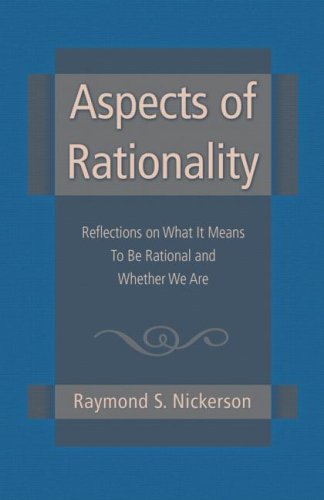 Aspects of
Rationality
Reflections on What It Means
To Be Rational and
Whether We Are
Raymond S. Nickerson